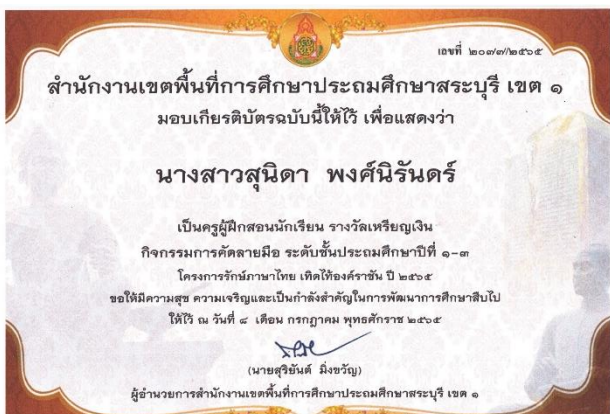 เลขที่ ๒๐๓/๓/๒๕๖๕
สำนักงานเขตพื้นที่การศึกษาประถมศึกษาสระบุรี เขต ๑
มอบเกียรติบัตรฉบับนี้ให้ไว้ เพื่อแสดงว่า
นางสาวสุนิดา พงศ์นิรันดร์
เป็นครูผู้ฝึกสอนนักเรียน รางวัลเหรียญเงิน
กิจกรรมการคัดลายมือ ระดับชั้นประถมศึกษาปีที่ ๑-๓
โครงการรักษ์ภาษาไทย เทิดไท้องค์ราชัน ปี ๒๕๖๕
ขอให้มีความสุข ความเจริญและเป็นกำลังสำคัญในการพัฒนาการศึกษาสืบไป
ให้ไว้ ณ วันที่ ๘ เดือน กรกฎาคม พุทธศักราช ๒๕๖๕
(นายสุริยันต์ มิ่งขวัญ)
ผู้อำนวยการสำนักงานเขตพื้นที่การศึกษาประถมศึกษาสระบุรี เขต ๑